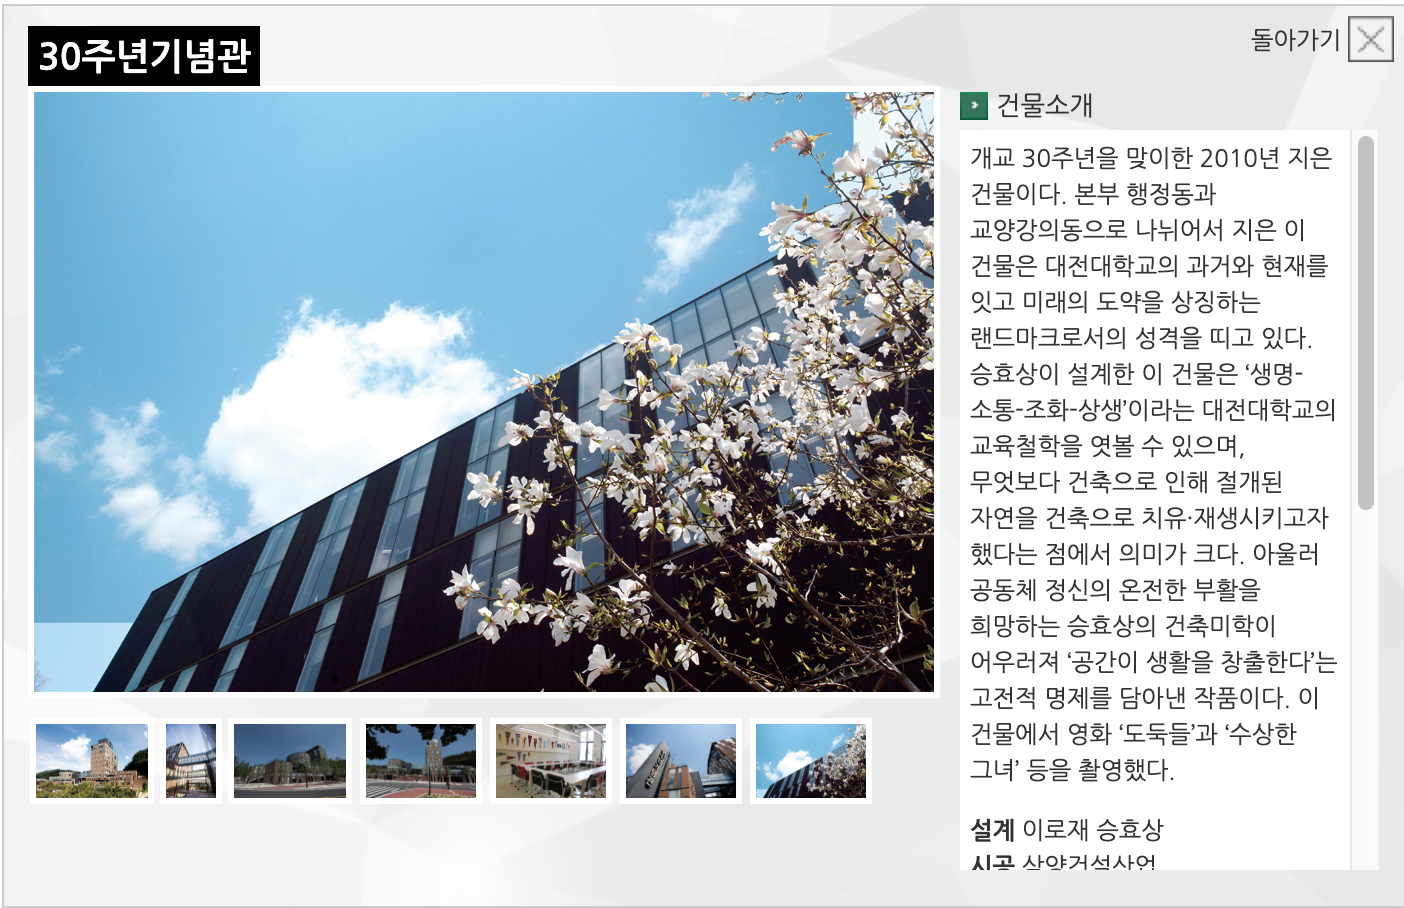 30주년기념관
돌아가기
건물소개
개교 30주년을 맞이한 2010년 지은
건물이다. 본부 행정동과
교양강의동으로 나뉘어서 지은 이
건물은 대전대학교의 과거와 현재를
잇고 미래의 도약을 상징하는
랜드마크로서의 성격을 띠고 있다.
승효상이 설계한 이 건물은 ‘생명-
소통-조화-상생’이라는 대전대학교의
교육철학을 엿볼 수 있으며,
무엇보다 건축으로 인해 절개된
자연을 건축으로 치유·재생시키고자
했다는 점에서 의미가 크다. 아울러
공동체 정신의 온전한 부활을
희망하는 승효상의 건축미학이
어우러져 ‘공간이 생활을 창출한다’는
고전적 명제를 담아낸 작품이다. 이
건물에서 영화 ‘도둑들’과 ‘수상한
그녀’ 등을 촬영했다.
설계 이로재 승효상
시공 삼양건설산업